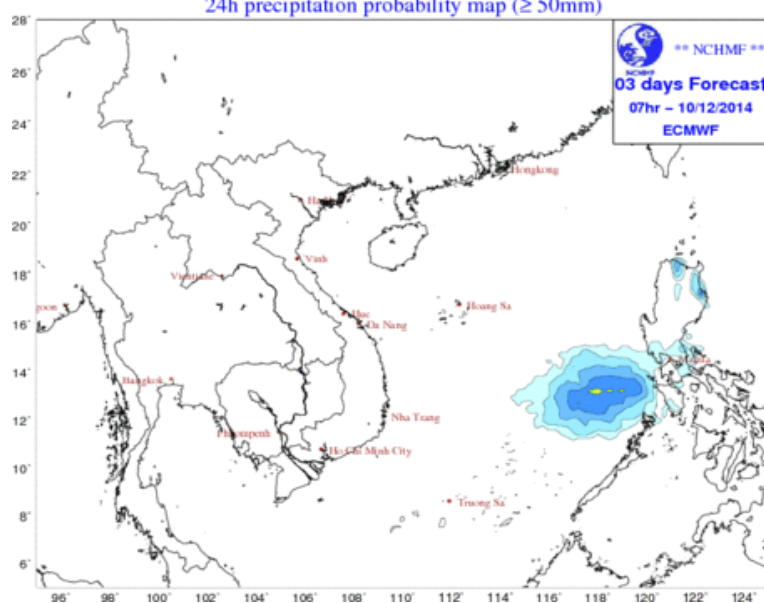 24h precipitation probability map (≥ 50mm)
** NCHMF **
NCHMF
03 days Forecast
07hr – 10/12/2014
ECMWF
28°
26°
24°
22°
20°
18°
16°
14°
12°
10°
8°
6°
Hongkong
Vinh
Vientiane
Hue
Da Nang
Hoang Sa
goon
Bangkok
Nha Trang
Phnompenh
Ho Chi Minh City
Truong Sa
96° 98° 100° 102° 104° 106° 108° 110° 112° 114° 116° 118° 120° 122° 124°